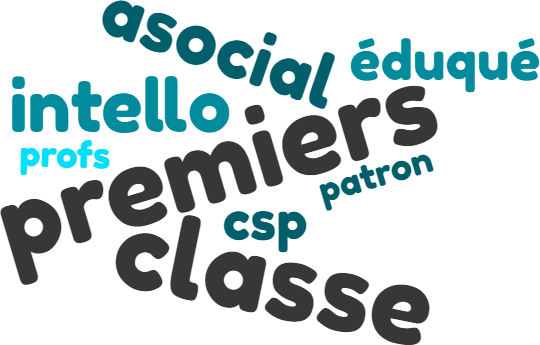 asocial
éduqué
intello
premiers
profs
patron
csp
classe